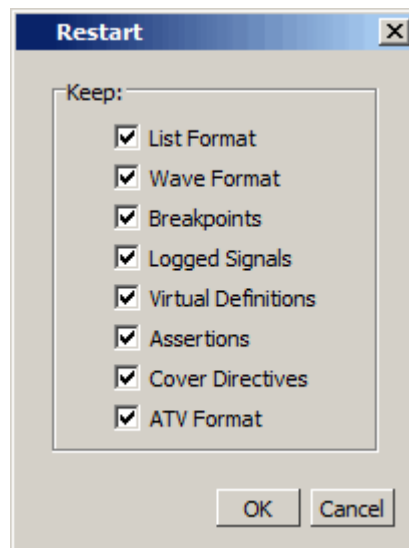 Restart
Keep:
List Format
Wave Format
Breakpoints
Logged Signals
Virtual Definitions
Assertions
Cover Directives
ATV Format
OK Cancel